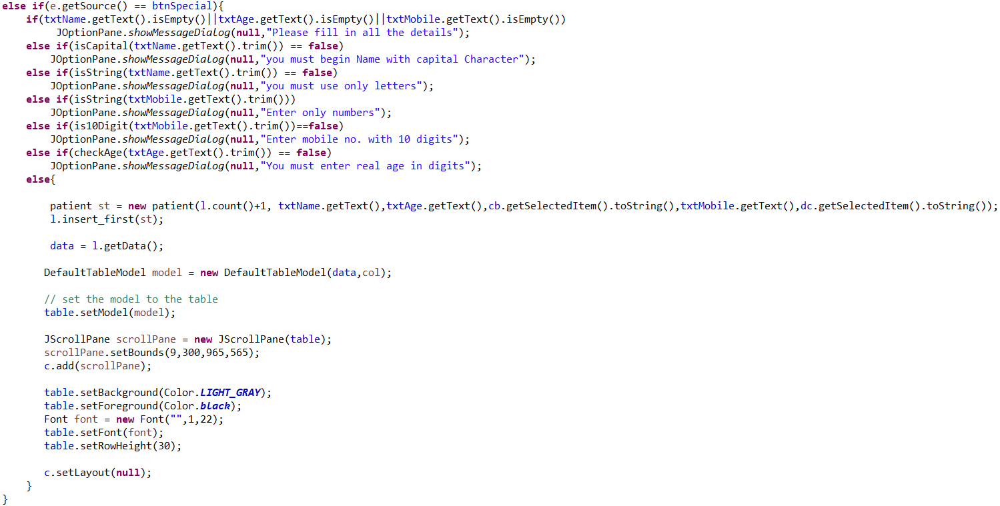 else if(e.getSource() == btnSpecial){
if(txtName.getText().isEmpty()||txtAge.getText().isEmpty()||txtMobile.getText().isEmpty())
JOptionPane.showMessageDialog(null,"Please fill in all the details");
else if(isCapital(txtName.getText().trim()) == false)
JOptionPane.showMessageDialog(null,"you must begin Name with capital Character");
else if(isString(txtName.getText().trim()) == false)
JOptionPane.showMessageDialog(null,"you must use only letters");
else if(isString(txtMobile.getText().trim()))
JOptionPane.showMessageDialog(null,"Enter only numbers");
else if(is10Digit(txtMobile.getText().trim())==false)
JOptionPane.showMessageDialog(null,"Enter mobile no. with 10 digits");
else if(checkAge(txtAge.getText().trim()) == false)
JOptionPane.showMessageDialog(null,"You must enter real age in digits");
else{
patient st = new patient(l.count()+1, txtName.getText(),txtAge.getText(),cb.getSelectedItem().toString(),txtMobile.getText(),dc.getSelectedItem().toString());
l.insert_first(st);
data = l.getData();
DefaultTableModel model = new DefaultTableModel(data,col);
// set the model to the table
table.setModel(model);
JScrollPane scrollPane = new JScrollPane(table);
scrollPane.setBounds(9,300,965,565);
c.add(scrollPane);
table.setBackground(Color.LIGHT_GRAY);
table.setForeground(Color.black);
Font font = new Font("",1,22);
table.setFont(font);
table.setRowHeight(30);
c.setLayout(null);
}
}